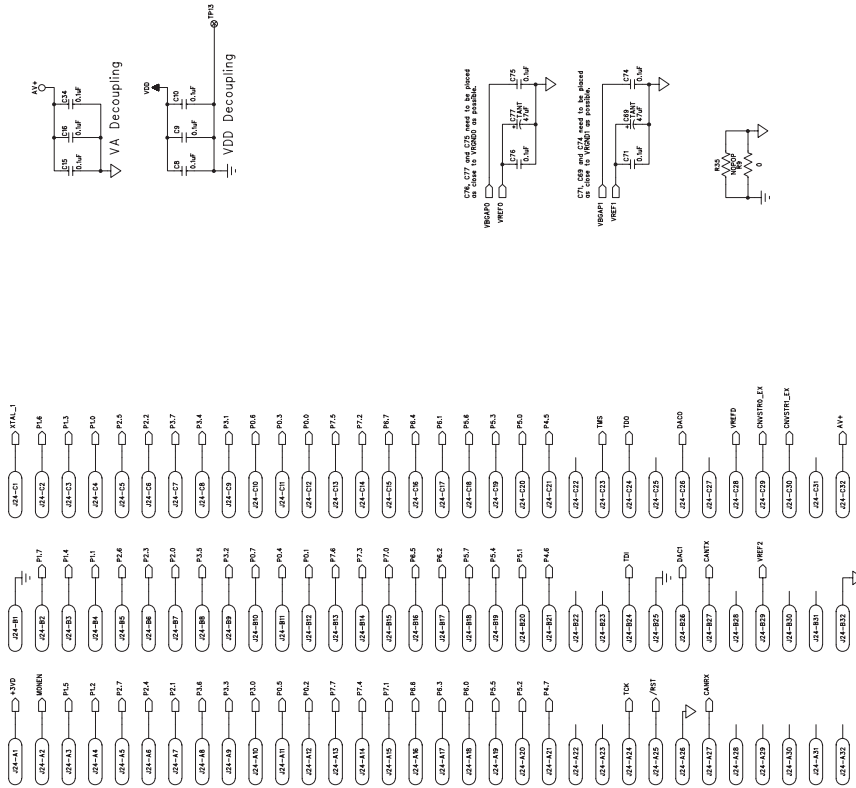 AV+
C15
0.1uF
C16
0.1uF
C34
0.1uF
VA Decoupling
VDD
C8
0.1uF
C9
0.1uF
C10
0.1uF
TP13
VDD Decoupling
C76, C77 and C75 need to be placed
as close to VRGND0 as possible.
VBGAP0
VREF0
C76
0.1uF
C77
+
TANT
47uF
C75
0.1uF
C71, C69 and C74 need to be placed
as close to VRGND1 as possible.
VBGAP1
VREF1
C71
0.1uF
C69
+
TANT
47uF
C74
0.1uF
R35
NOPOP
R9
0
J24-A1 +3VD
J24-A2 MONEN
J24-A3 P1.5
J24-A4 P1.2
J24-A5 P2.7
J24-A6 P2.4
J24-A7 P2.1
J24-A8 P3.6
J24-A9 P3.3
J24-A10 P3.0
J24-A11 P0.5
J24-A12 P0.2
J24-A13 P7.7
J24-A14 P7.4
J24-A15 P7.1
J24-A16 P6.6
J24-A17 P6.3
J24-A18 P6.0
J24-A19 P5.5
J24-A20 P5.2
J24-A21 P4.7
J24-A22
J24-A23
J24-A24 TCK
J24-A25 /RST
J24-A26
J24-A27 CANRX
J24-A28
J24-A29
J24-A30
J24-A31
J24-A32
J24-B1
J24-B2 P1.7
J24-B3 P1.4
J24-B4 P1.1
J24-B5 P2.6
J24-B6 P2.3
J24-B7 P2.0
J24-B8 P3.5
J24-B9 P3.2
J24-B10 P0.7
J24-B11 P0.4
J24-B12 P0.1
J24-B13 P7.6
J24-B14 P7.3
J24-B15 P7.0
J24-B16 P6.5
J24-B17 P6.2
J24-B18 P5.7
J24-B19 P5.4
J24-B20 P5.1
J24-B21 P4.6
J24-B22
J24-B23
J24-B24 TDI
J24-B25
J24-B26 DAC1
J24-B27 CANTX
J24-B28
J24-B29 VREF2
J24-B30
J24-B31
J24-B32
J24-C1 XTAL_1
J24-C2 P1.6
J24-C3 P1.3
J24-C4 P1.0
J24-C5 P2.5
J24-C6 P2.2
J24-C7 P3.7
J24-C8 P3.4
J24-C9 P3.1
J24-C10 P0.6
J24-C11 P0.3
J24-C12 P0.0
J24-C13 P7.5
J24-C14 P7.2
J24-C15 P6.7
J24-C16 P6.4
J24-C17 P6.1
J24-C18 P5.6
J24-C19 P5.3
J24-C20 P5.0
J24-C21 P4.5
J24-C22
J24-C23 TMS
J24-C24 TDO
J24-C25
J24-C26 DAC0
J24-C27
J24-C28 VREFD
J24-C29 CNVSTR0_EX
J24-C30 CNVSTR1_EX
J24-C31
J24-C32 AV+